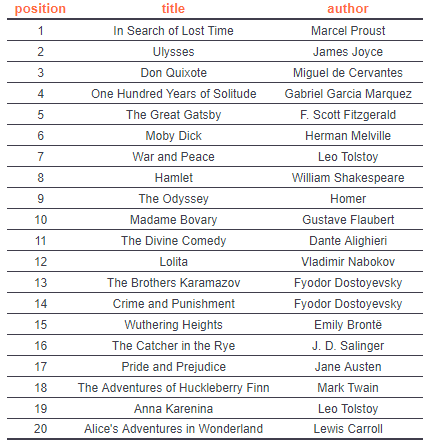 position title author
1 In Search of Lost Time Marcel Proust
2 Ulysses James Joyce
3 Don Quixote Miguel de Cervantes
4 One Hundred Years of Solitude Gabriel Garcia Marquez
5 The Great Gatsby F. Scott Fitzgerald
6 Moby Dick Herman Melville
7 War and Peace Leo Tolstoy
8 Hamlet William Shakespeare
9 The Odyssey Homer
10 Madame Bovary Gustave Flaubert
11 The Divine Comedy Dante Alighieri
12 Lolita Vladimir Nabokov
13 The Brothers Karamazov Fyodor Dostoyevsky
14 Crime and Punishment Fyodor Dostoyevsky
15 Wuthering Heights Emily Brontë
16 The Catcher in the Rye J. D. Salinger
17 Pride and Prejudice Jane Austen
18 The Adventures of Huckleberry Finn Mark Twain
19 Anna Karenina Leo Tolstoy
20 Alice's Adventures in Wonderland Lewis Carroll